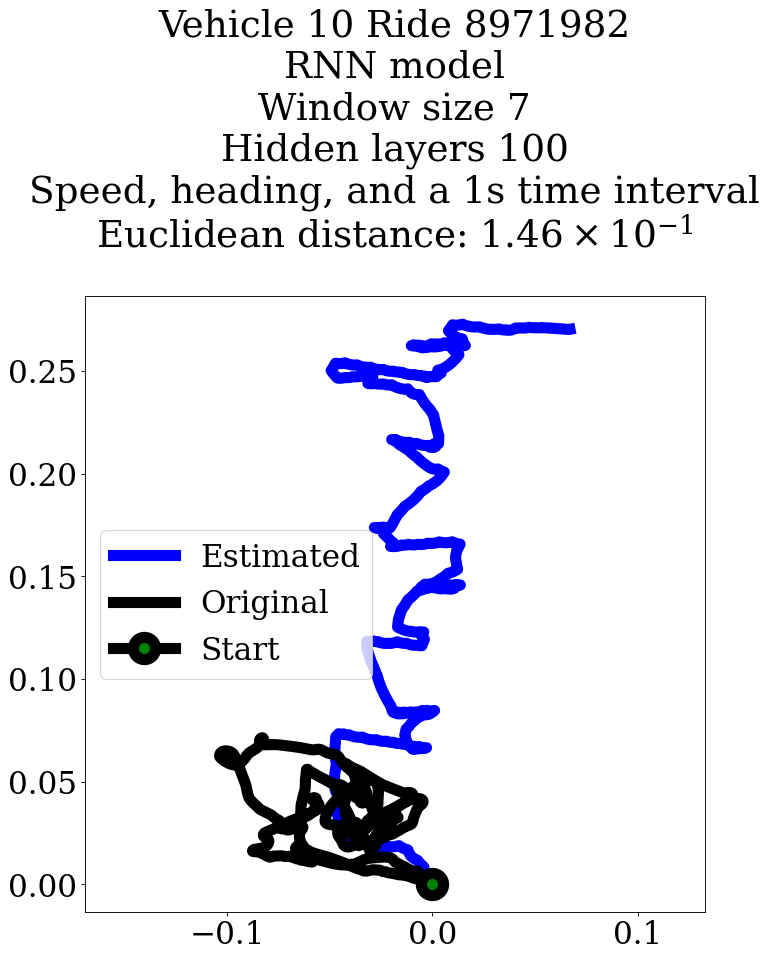 Vehicle 10 Ride 8971982
RNN model
Window size 7
Hidden layers 100
Speed, heading, and a 1s time interval
Euclidean distance: 1.46 × 10⁻¹
0.25
0.20
0.15
0.10
0.05
0.00
Estimated
Original
Start
−0.1
0.0
0.1